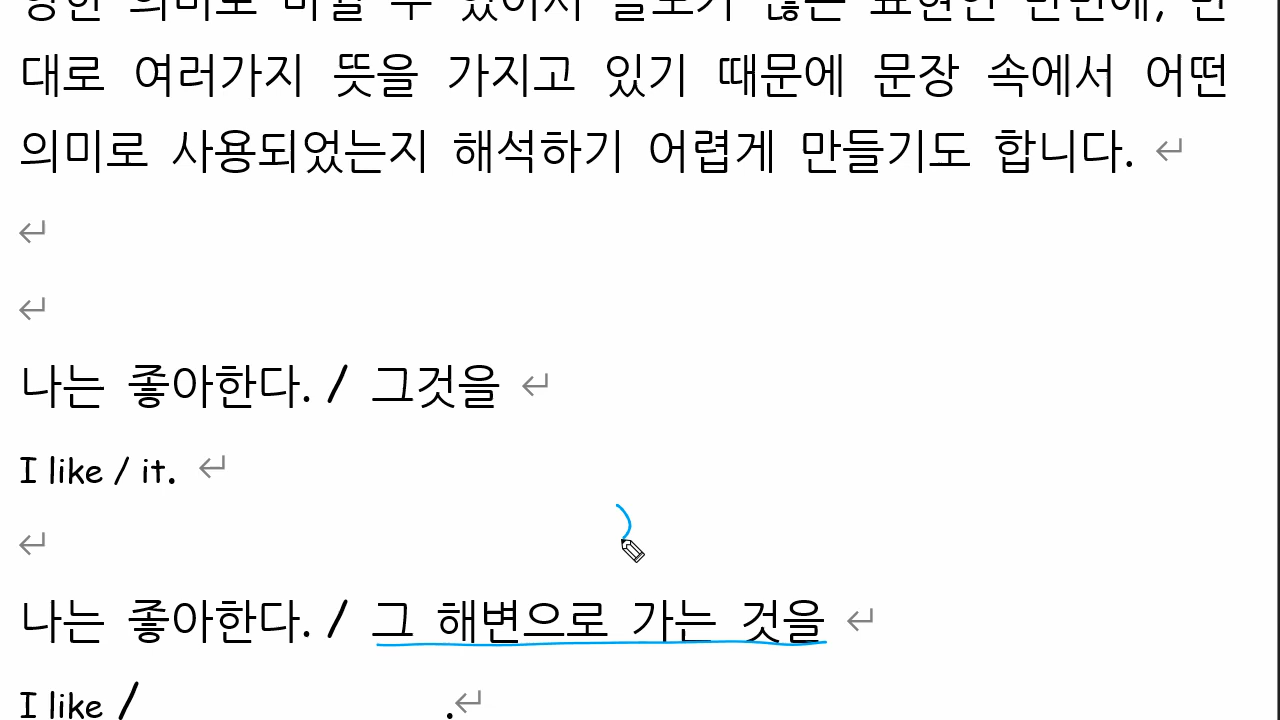 대로 여러가지 뜻을 가지고 있기 때문에 문장 속에서 어떤
의미로 사용되었는지 해석하기 어렵게 만들기도 합니다.
나는 좋아한다. / 그것을
I like / it.
나는 좋아한다. / 그 해변으로 가는 것을
I like / .